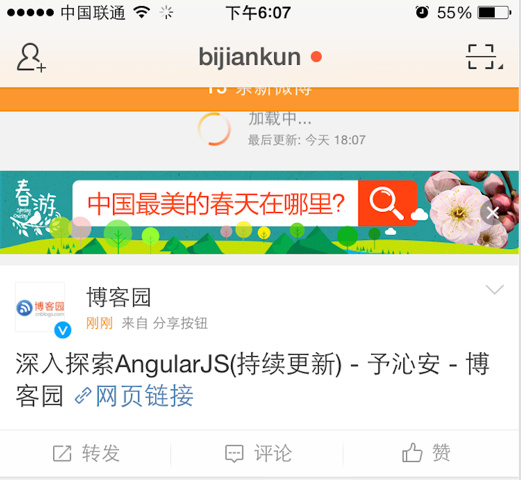 中国联通 下午6:07 55%
bijiankun
15 条新微博
加载中...
最后更新: 今天 18:07
春游
中国最美的春天在哪里?
博客园
cnblogs.com
博客园
刚刚 来自 分享按钮
深入探索AngularJS(持续更新) - 予沁安 - 博
客园 网页链接
转发 评论 赞